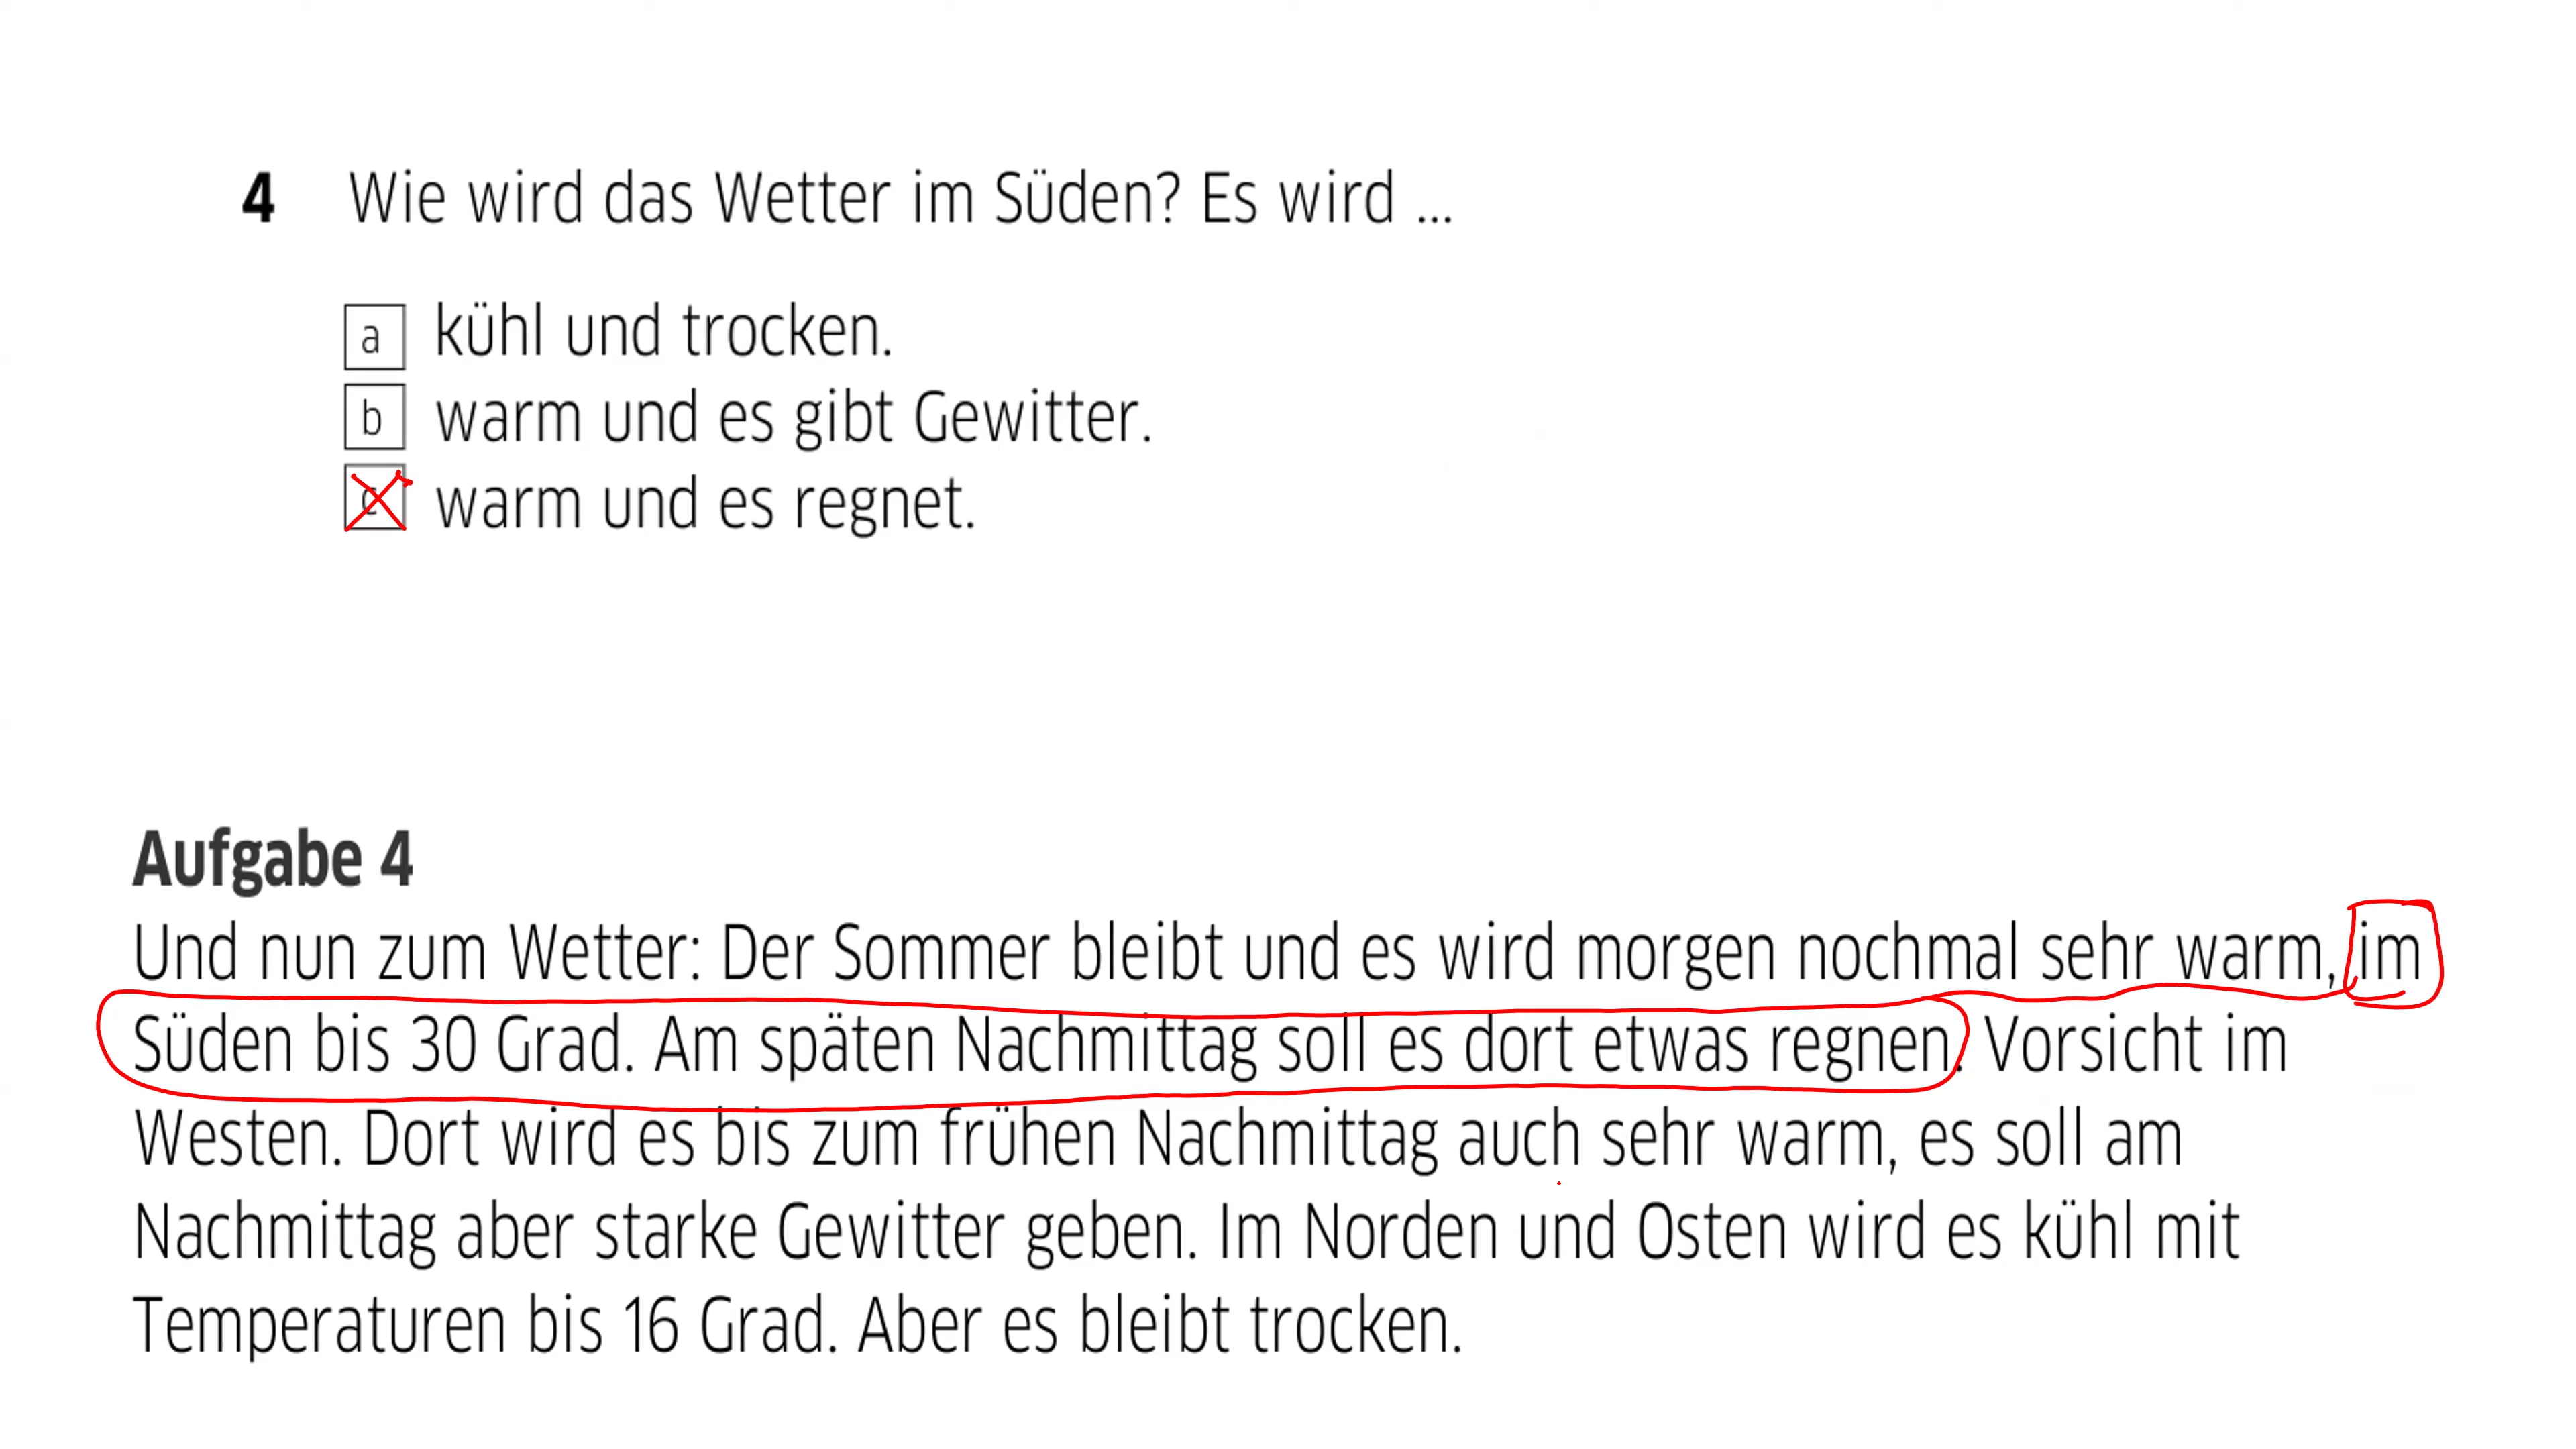 4 Wie wird das Wetter im Süden? Es wird ...
a kühl und trocken.
b warm und es gibt Gewitter.
c warm und es regnet.
Aufgabe 4
Und nun zum Wetter: Der Sommer bleibt und es wird morgen nochmal sehr warm, im
Süden bis 30 Grad. Am späten Nachmittag soll es dort etwas regnen. Vorsicht im
Westen. Dort wird es bis zum frühen Nachmittag auch sehr warm, es soll am
Nachmittag aber starke Gewitter geben. Im Norden und Osten wird es kühl mit
Temperaturen bis 16 Grad. Aber es bleibt trocken.